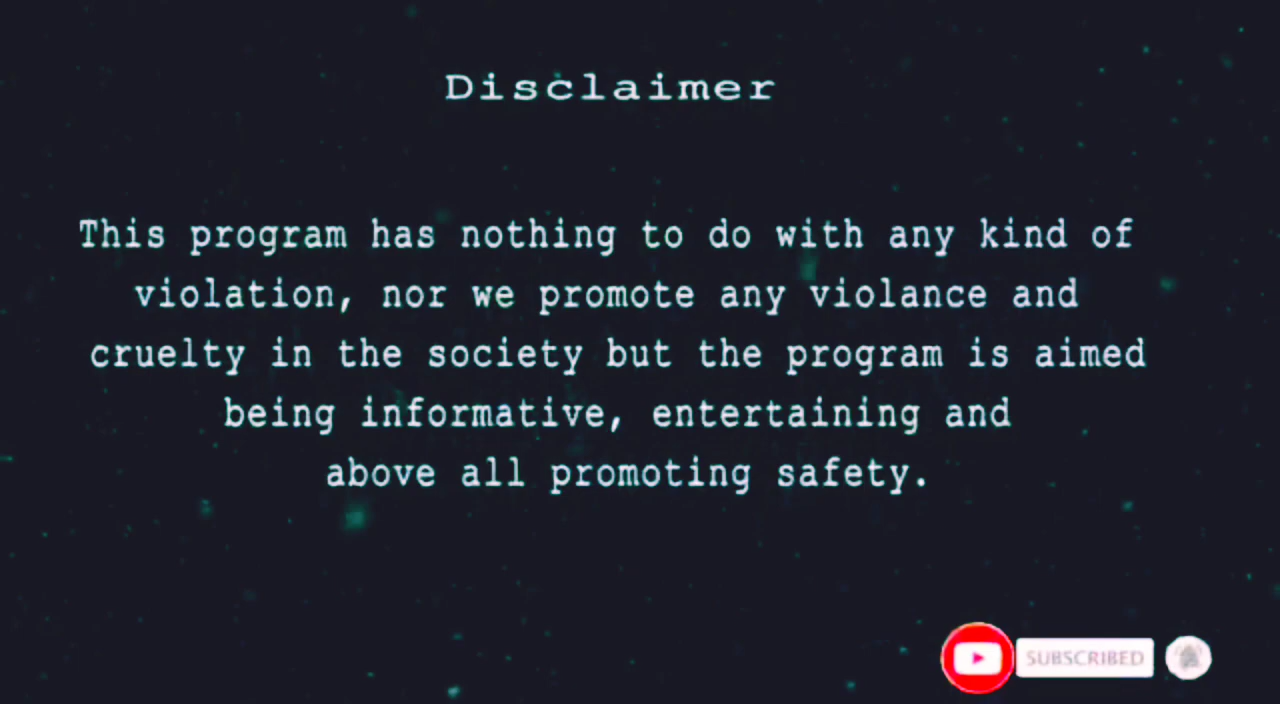 Disclaimer
This program has nothing to do with any kind of
violation, nor we promote any violance and
cruelty in the society but the program is aimed
being informative, entertaining and
above all promoting safety.
SUBSCRIBED